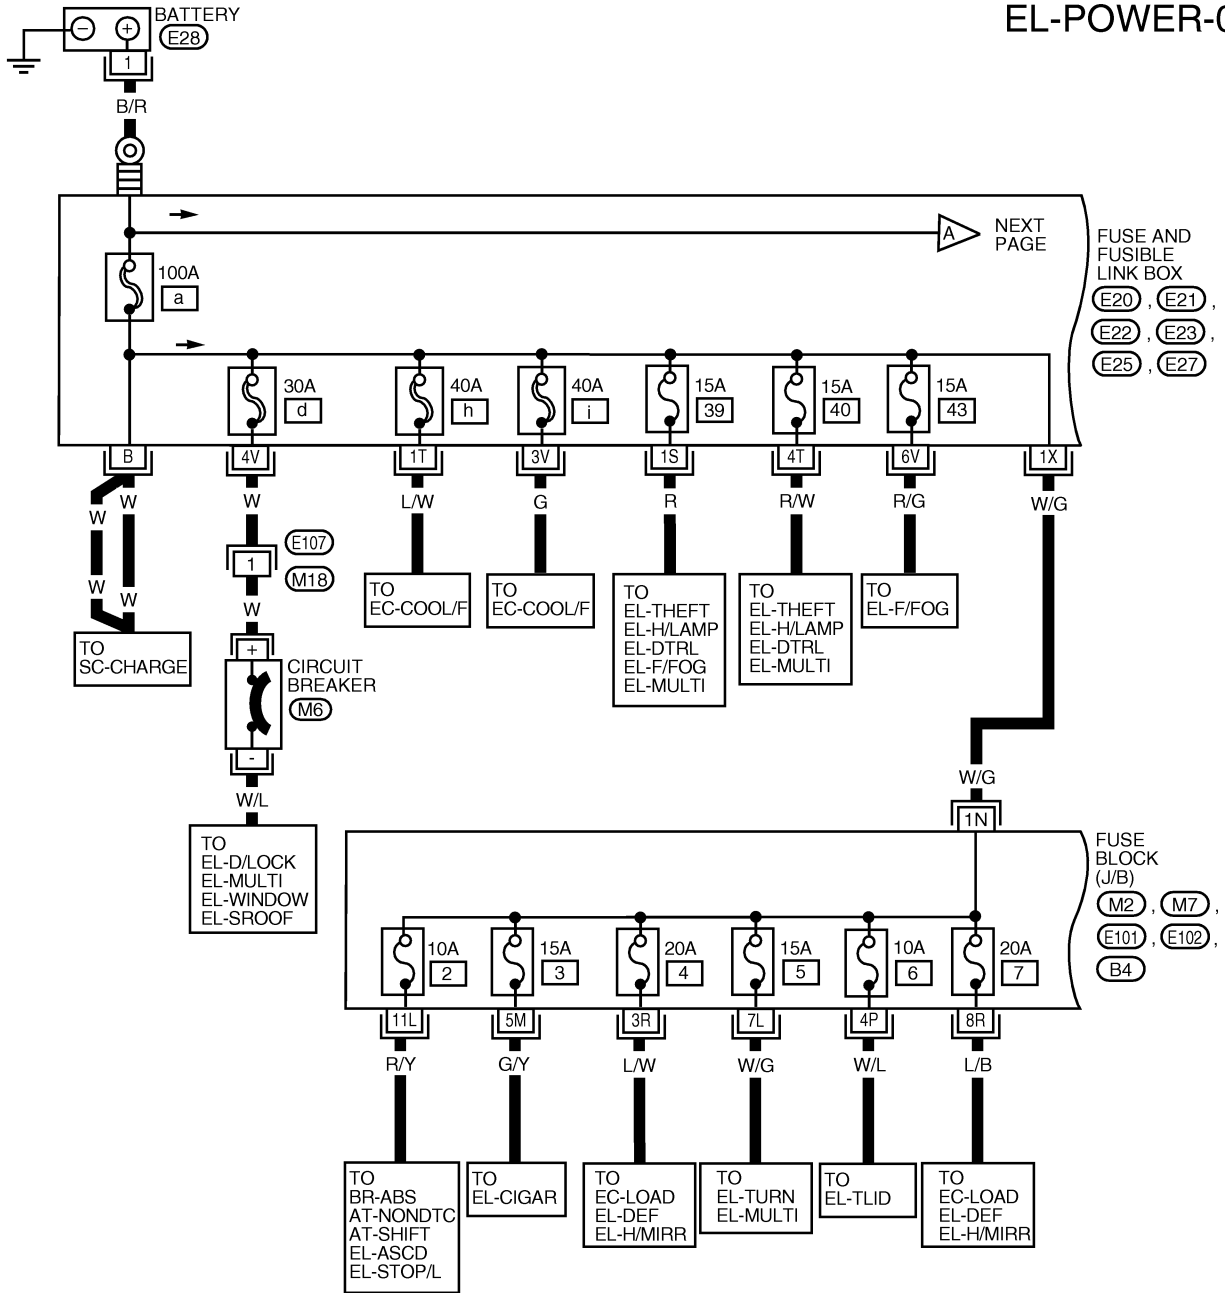 EL-POWER-0
BATTERY
E28
− +
1
B/R
A
NEXT
PAGE
FUSE AND
FUSIBLE
LINK BOX
E20 , E21 ,
E22 , E23 ,
E25 , E27
100A
a
30A
d
40A
h
40A
i
15A
39
15A
40
15A
43
B 4V 1T 3V 1S 4T 6V 1X
W W W L/W G R R/W R/G W/G
W W
E107
1
M18
W
TO
SC-CHARGE
+
CIRCUIT
BREAKER
M6
-
W/L
TO
EL-D/LOCK
EL-MULTI
EL-WINDOW
EL-SROOF
TO
EC-COOL/F
TO
EC-COOL/F
TO
EL-THEFT
EL-H/LAMP
EL-DTRL
EL-F/FOG
EL-MULTI
TO
EL-THEFT
EL-H/LAMP
EL-DTRL
EL-MULTI
TO
EL-F/FOG
W/G
1N
FUSE
BLOCK
(J/B)
M2 , M7 ,
E101 , E102 ,
B4
10A
2
15A
3
20A
4
15A
5
10A
6
20A
7
11L 5M 3R 7L 4P 8R
R/Y G/Y L/W W/G W/L L/B
TO
BR-ABS
AT-NONDTC
AT-SHIFT
EL-ASCD
EL-STOP/L
TO
EL-CIGAR
TO
EC-LOAD
EL-DEF
EL-H/MIRR
TO
EL-TURN
EL-MULTI
TO
EL-TLID
TO
EC-LOAD
EL-DEF
EL-H/MIRR